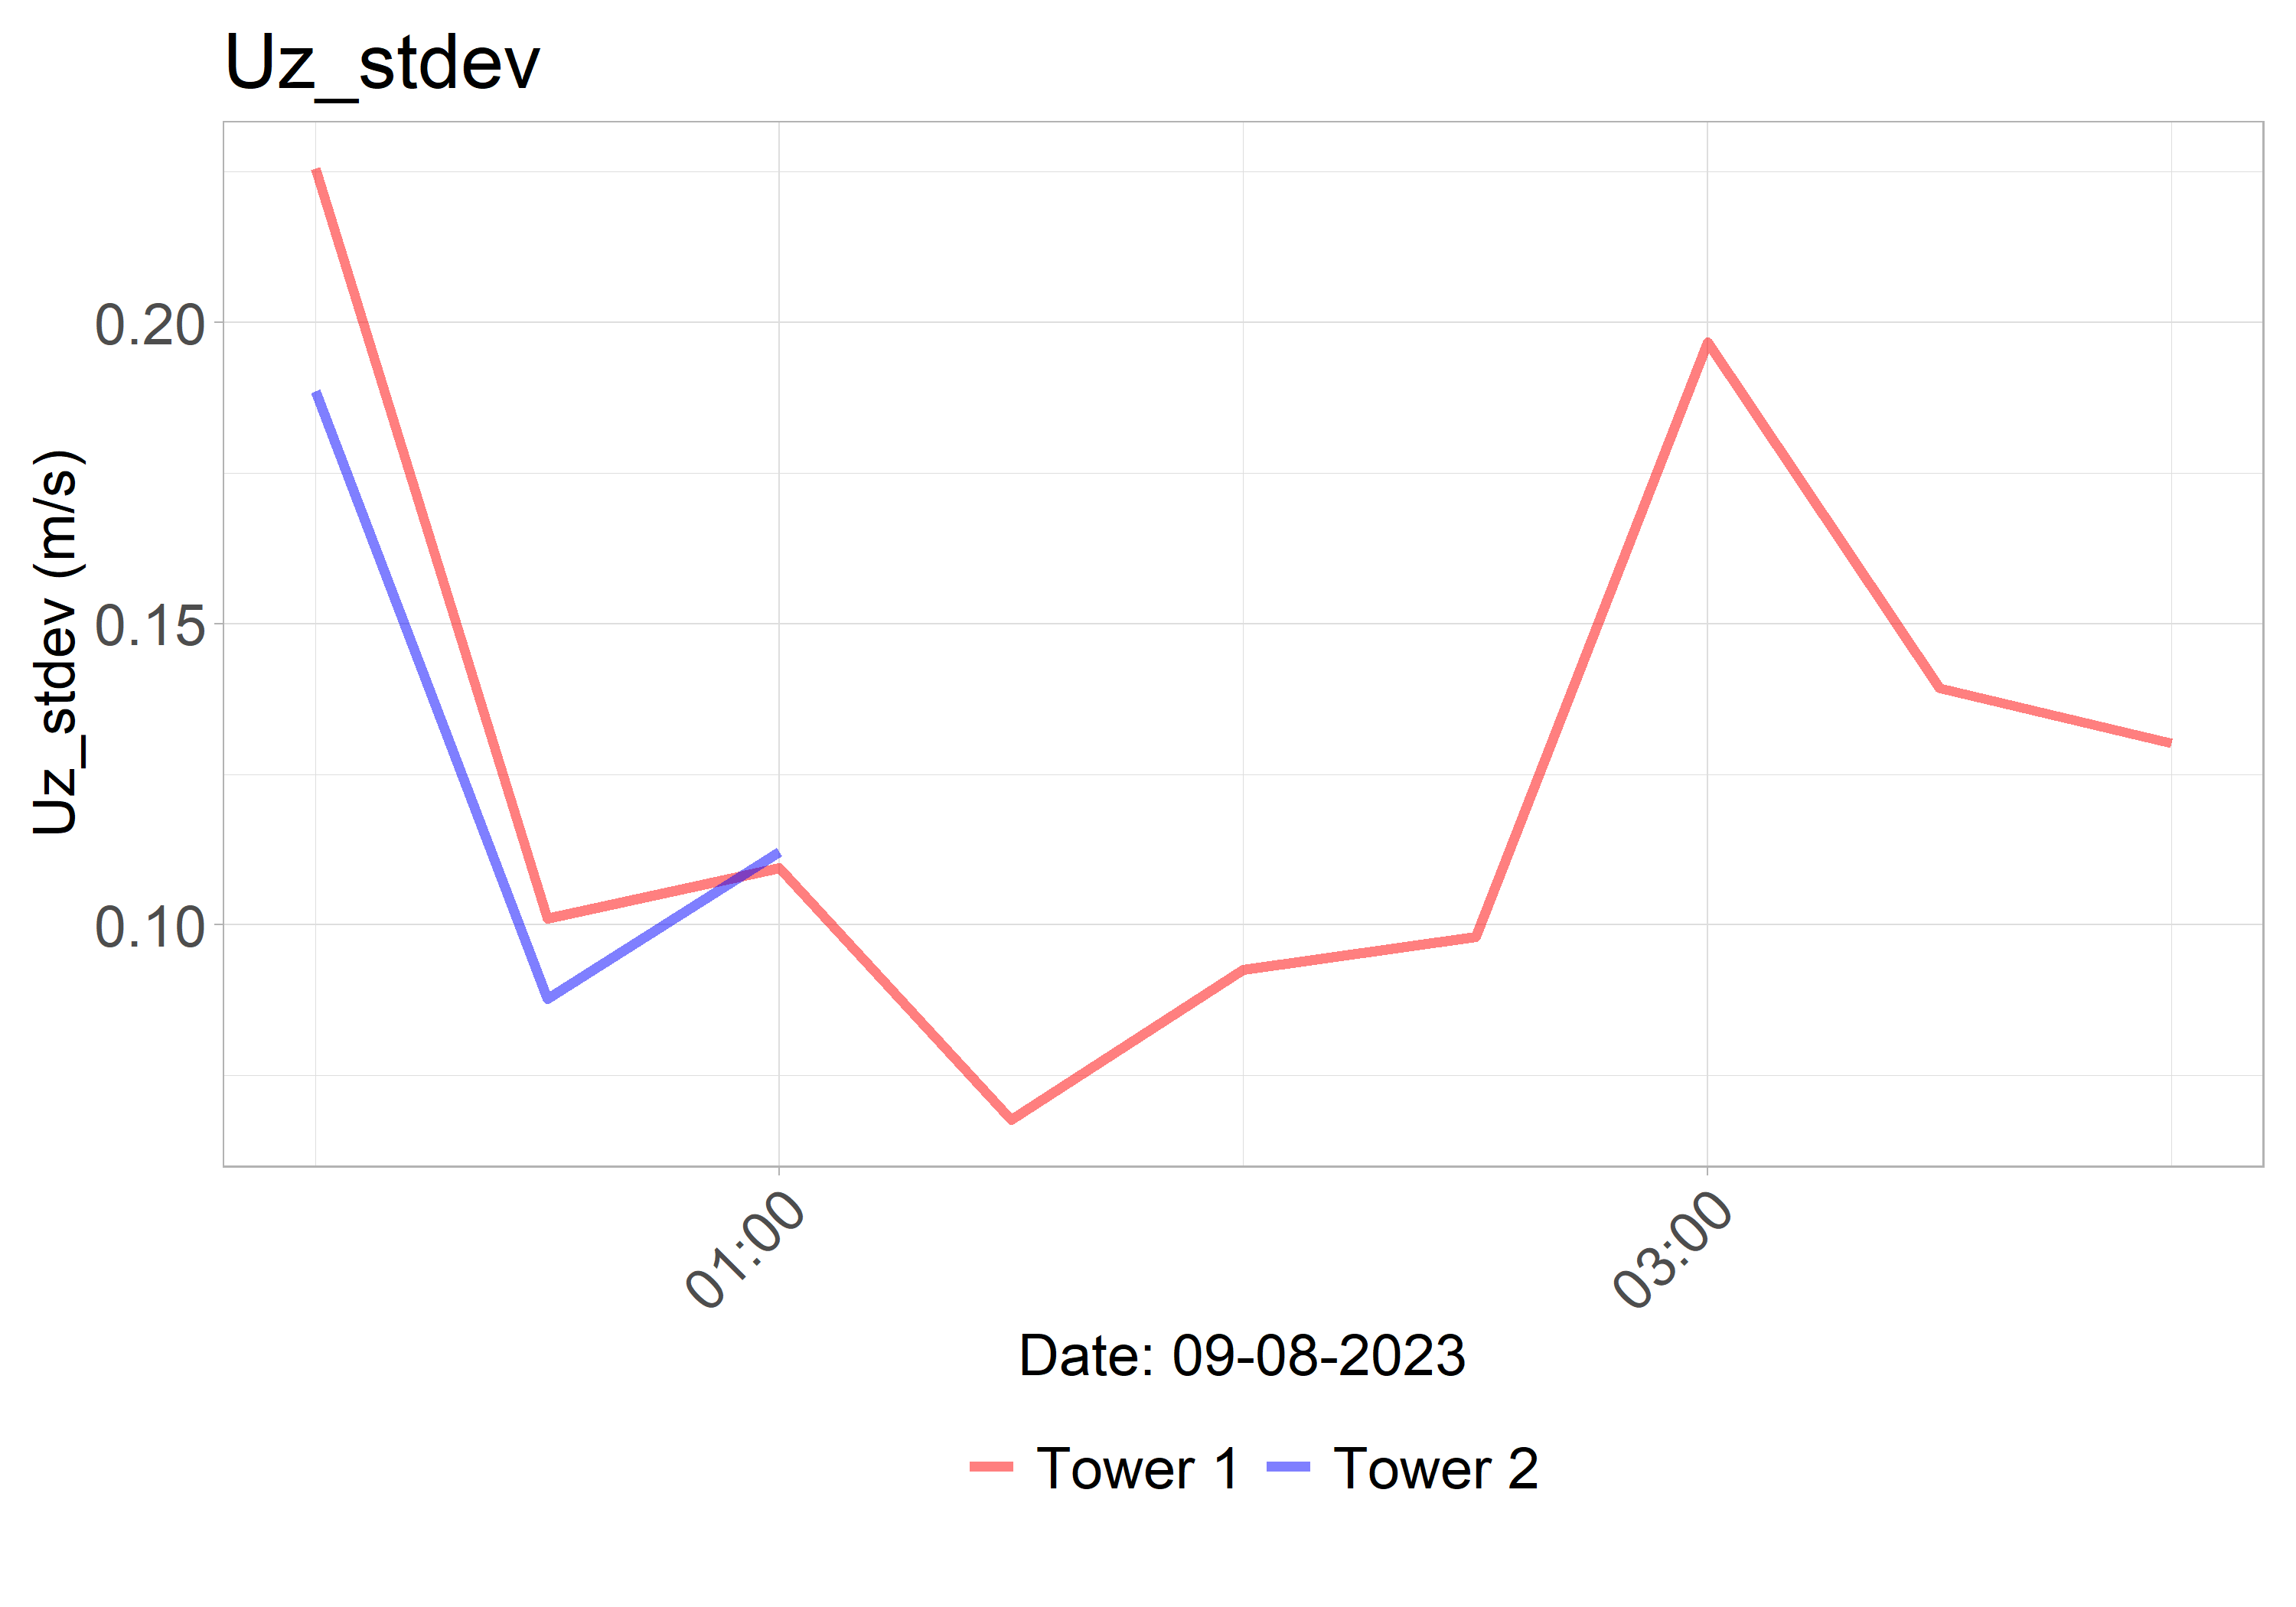 Uz_stdev
Uz_stdev (m/s)
0.20
0.15
0.10
01:00
03:00
Date: 09-08-2023
Tower 1
Tower 2